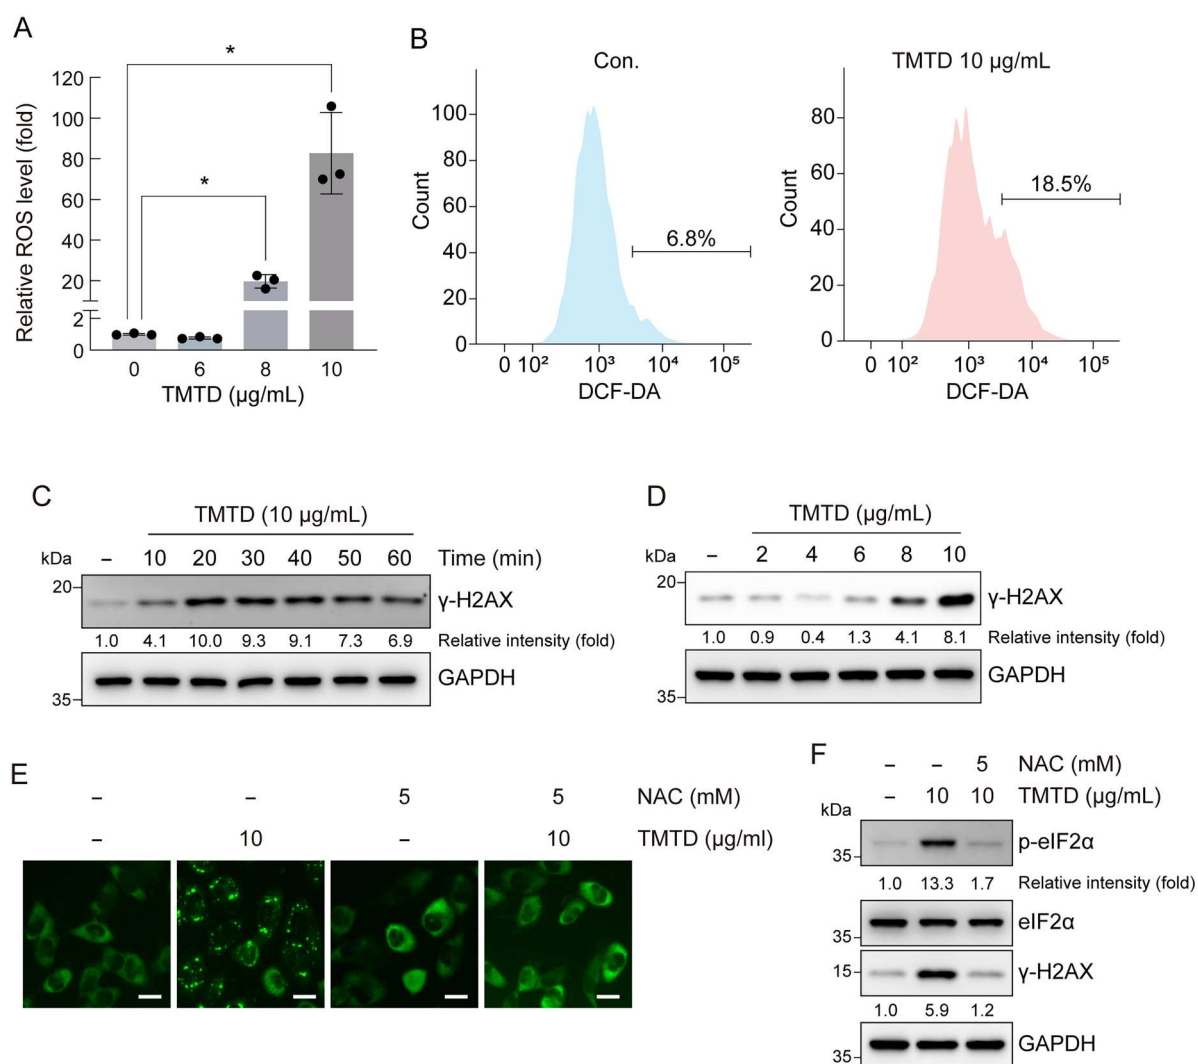 A
Relative ROS level (fold)
120
100
80
60
40
20
2
0
* *
0 6 8 10
TMTD (µg/mL)
B
Con.
Count
100
80
60
40
20
0
6.8%
0 10² 10³ 10⁴ 10⁵
DCF-DA
TMTD 10 µg/mL
Count
80
60
40
20
0
18.5%
0 10² 10³ 10⁴ 10⁵
DCF-DA
C
TMTD (10 µg/mL)
kDa – 10 20 30 40 50 60 Time (min)
20 γ-H2AX
1.0 4.1 10.0 9.3 9.1 7.3 6.9 Relative intensity (fold)
GAPDH
35
D
TMTD (µg/mL)
kDa – 2 4 6 8 10
20 γ-H2AX
1.0 0.9 0.4 1.3 4.1 8.1 Relative intensity (fold)
GAPDH
35
E
– – 5 5 NAC (mM)
– 10 – 10 TMTD (µg/ml)
F
– – 5 NAC (mM)
kDa – 10 10 TMTD (µg/mL)
35 p-eIF2α
1.0 13.3 1.7 Relative intensity (fold)
eIF2α
35
15 γ-H2AX
1.0 5.9 1.2
GAPDH
35